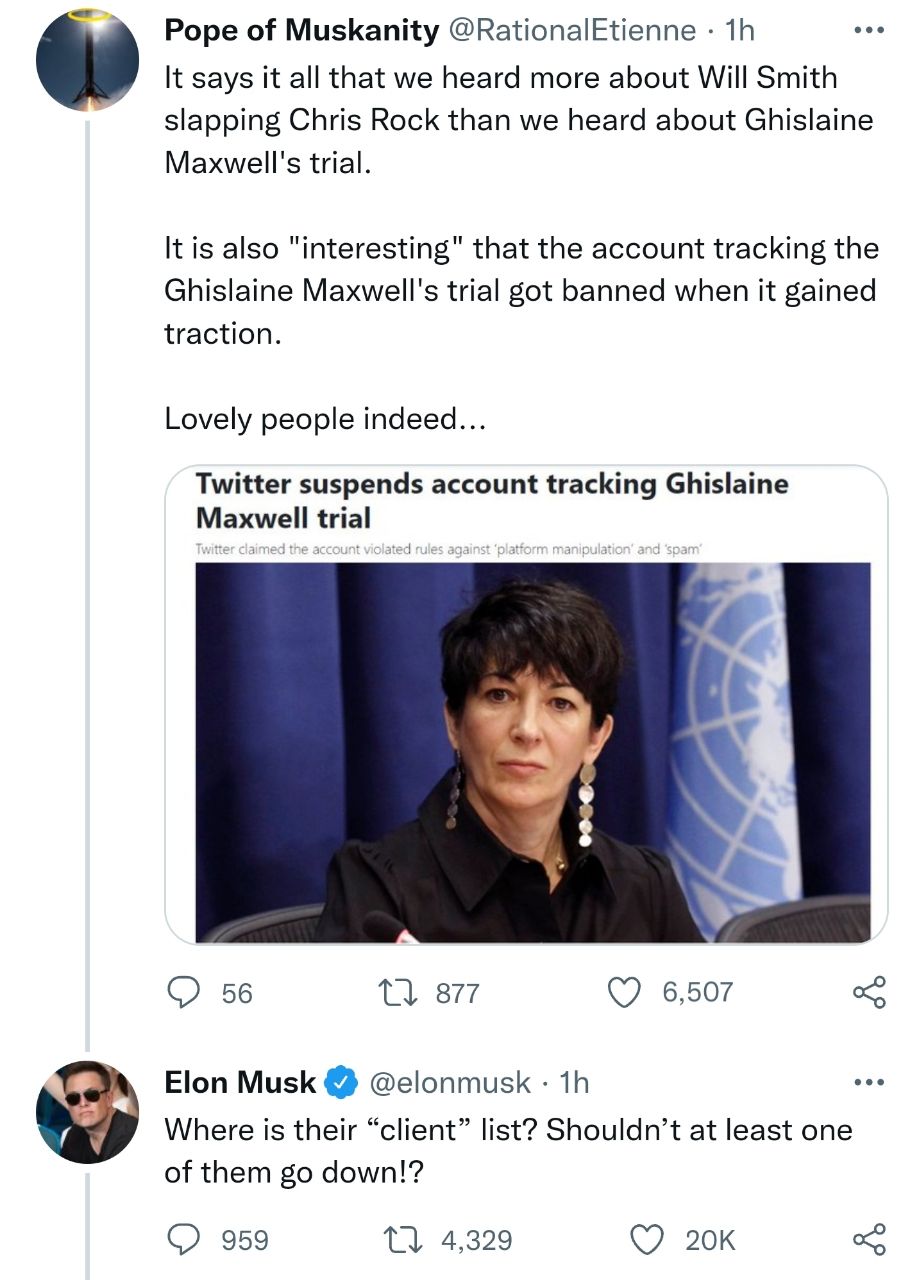 Pope of Muskanity @RationalEtienne · 1h
It says it all that we heard more about Will Smith
slapping Chris Rock than we heard about Ghislaine
Maxwell's trial.
It is also "interesting" that the account tracking the
Ghislaine Maxwell's trial got banned when it gained
traction.
Lovely people indeed...
Twitter suspends account tracking Ghislaine
Maxwell trial
Twitter claimed the account violated rules against 'platform manipulation' and 'spam'
56 877 6,507
Elon Musk @elonmusk · 1h
Where is their “client” list? Shouldn’t at least one
of them go down!?
959 4,329 20K